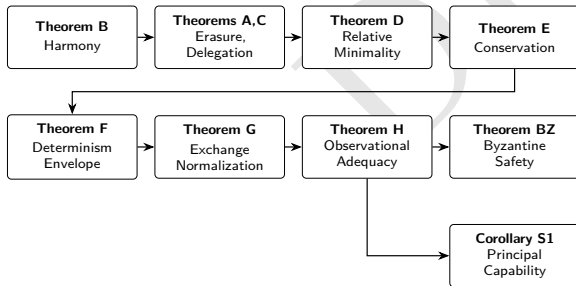 Theorem B
Harmony
Theorems A,C
Erasure,
Delegation
Theorem D
Relative
Minimality
Theorem E
Conservation
Theorem F
Determinism
Envelope
Theorem G
Exchange
Normalization
Theorem H
Observational
Adequacy
Theorem BZ
Byzantine
Safety
Corollary S1
Principal
Capability